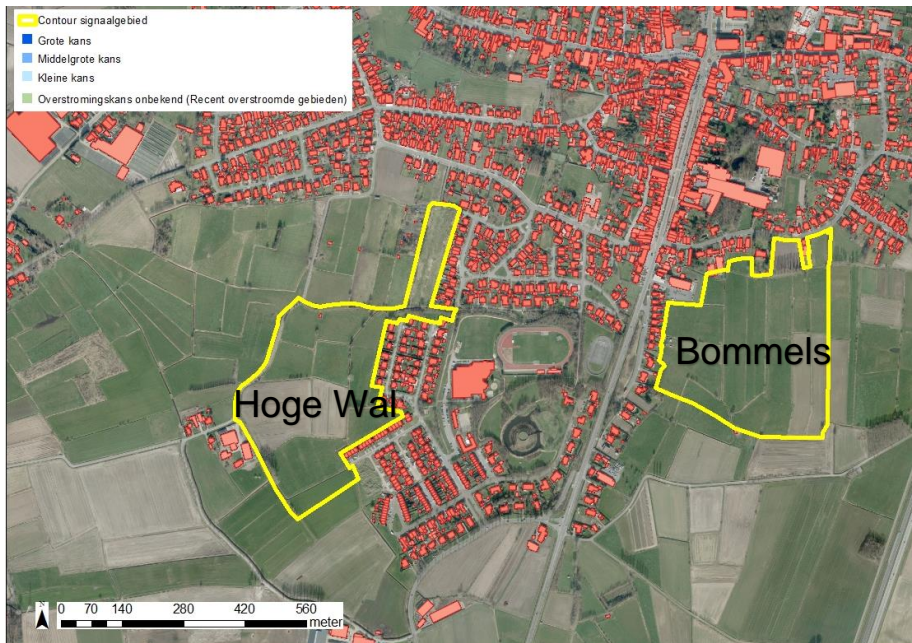 Contour signaalgebied
Grote kans
Middelgrote kans
Kleine kans
Overstromingskans onbekend (Recent overstroomde gebieden)
Bommels
Hoge Wal
N
0 70 140 280 420 560
meter